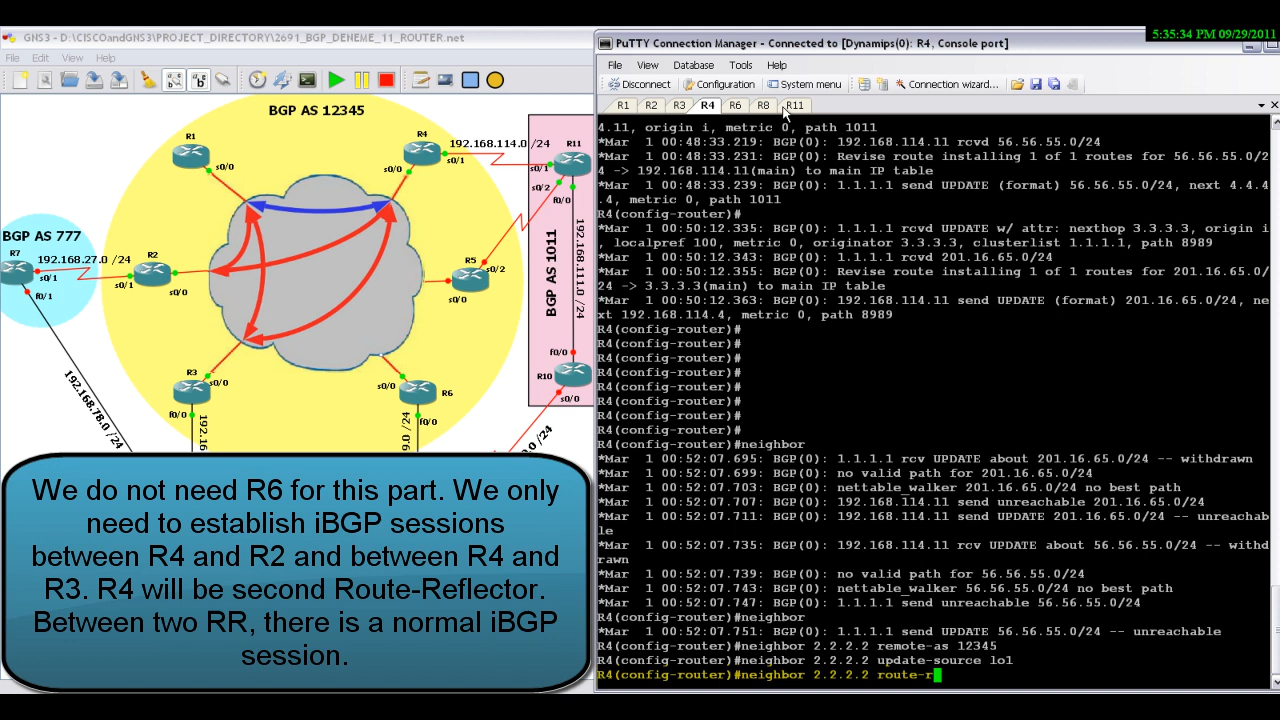 GNS3 - D:\CISCOandGNS3\PROJECT_DIRECTORY\2691_BGP_DENEME_11_ROUTER.net
File Edit View Help
BGP AS 12345
R1
s0/0
R4
s0/1
s0/0
192.168.114.0 /24
R11
s0/1
s0/2
f0/0
BGP AS 777
R7
192.168.27.0 /24
s0/1
f0/1
R2
s0/1
s0/0
R5
s0/2
s0/0
BGP AS 1011
192.168.111.0 /24
f0/0
R10
s0/0
R3
s0/0
f0/0
192.16
s0/0
R6
f0/0
9.0 /24
0.0 /24
192.168.78.0 /24
We do not need R6 for this part. We only
need to establish iBGP sessions
between R4 and R2 and between R4 and
R3. R4 will be second Route-Reflector.
Between two RR, there is a normal iBGP
session.
5:35:34 PM 09/29/2011
PuTTY Connection Manager - Connected to [Dynamips(0): R4, Console port]
File View Database Tools Help
Disconnect Configuration System menu Connection wizard...
R1 R2 R3 R4 R6 R8 R11
4.11, origin i, metric 0, path 1011
*Mar  1 00:48:33.219: BGP(0): 192.168.114.11 rcvd 56.56.55.0/24
*Mar  1 00:48:33.231: BGP(0): Revise route installing 1 of 1 routes for 56.56.55.0/2
4 -> 192.168.114.11(main) to main IP table
*Mar  1 00:48:33.239: BGP(0): 1.1.1.1 send UPDATE (format) 56.56.55.0/24, next 4.4.4
.4, metric 0, path 1011
R4(config-router)#
*Mar  1 00:50:12.335: BGP(0): 1.1.1.1 rcvd UPDATE w/ attr: nexthop 3.3.3.3, origin i
, localpref 100, metric 0, originator 3.3.3.3, clusterlist 1.1.1.1, path 8989
*Mar  1 00:50:12.343: BGP(0): 1.1.1.1 rcvd 201.16.65.0/24
*Mar  1 00:50:12.355: BGP(0): Revise route installing 1 of 1 routes for 201.16.65.0/
24 -> 3.3.3.3(main) to main IP table
*Mar  1 00:50:12.363: BGP(0): 192.168.114.11 send UPDATE (format) 201.16.65.0/24, ne
xt 192.168.114.4, metric 0, path 8989
R4(config-router)#
R4(config-router)#
R4(config-router)#
R4(config-router)#
R4(config-router)#
R4(config-router)#
R4(config-router)#
R4(config-router)#
R4(config-router)#neighbor
*Mar  1 00:52:07.695: BGP(0): 1.1.1.1 rcv UPDATE about 201.16.65.0/24 -- withdrawn
*Mar  1 00:52:07.699: BGP(0): no valid path for 201.16.65.0/24
*Mar  1 00:52:07.703: BGP(0): nettable_walker 201.16.65.0/24 no best path
*Mar  1 00:52:07.707: BGP(0): 192.168.114.11 send unreachable 201.16.65.0/24
*Mar  1 00:52:07.711: BGP(0): 192.168.114.11 send UPDATE 201.16.65.0/24 -- unreachab
le
*Mar  1 00:52:07.735: BGP(0): 192.168.114.11 rcv UPDATE about 56.56.55.0/24 -- withd
rawn
*Mar  1 00:52:07.739: BGP(0): no valid path for 56.56.55.0/24
*Mar  1 00:52:07.743: BGP(0): nettable_walker 56.56.55.0/24 no best path
*Mar  1 00:52:07.747: BGP(0): 1.1.1.1 send unreachable 56.56.55.0/24
R4(config-router)#neighbor
*Mar  1 00:52:07.751: BGP(0): 1.1.1.1 send UPDATE 56.56.55.0/24 -- unreachable
R4(config-router)#neighbor 2.2.2.2 remote-as 12345
R4(config-router)#neighbor 2.2.2.2 update-source lo1
R4(config-router)#neighbor 2.2.2.2 route-r